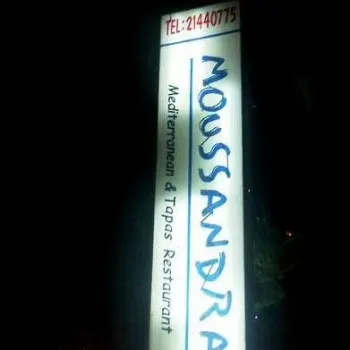 TEL: 21440775
MOUSSANDRA
Mediterranean & Tapas Restaurant